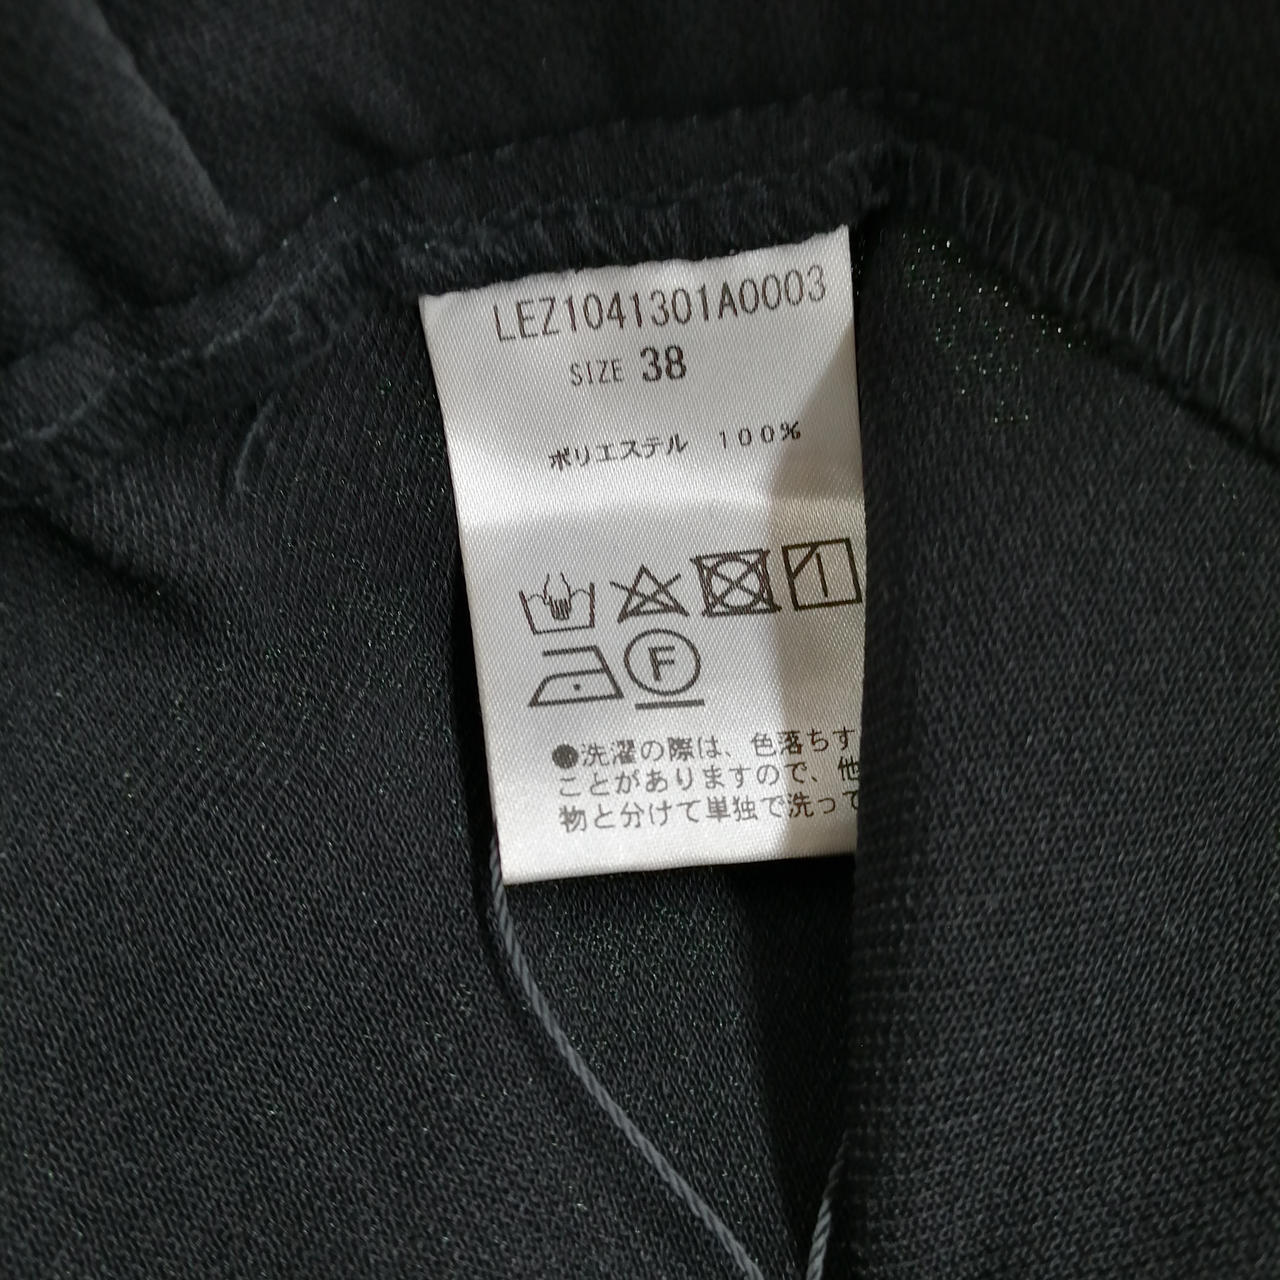 LEZ1041301A0003
SIZE 38
ポリエステル 100%
F
●洗濯の際は、色落ちす
ことがありますので、他
物と分けて単独で洗って